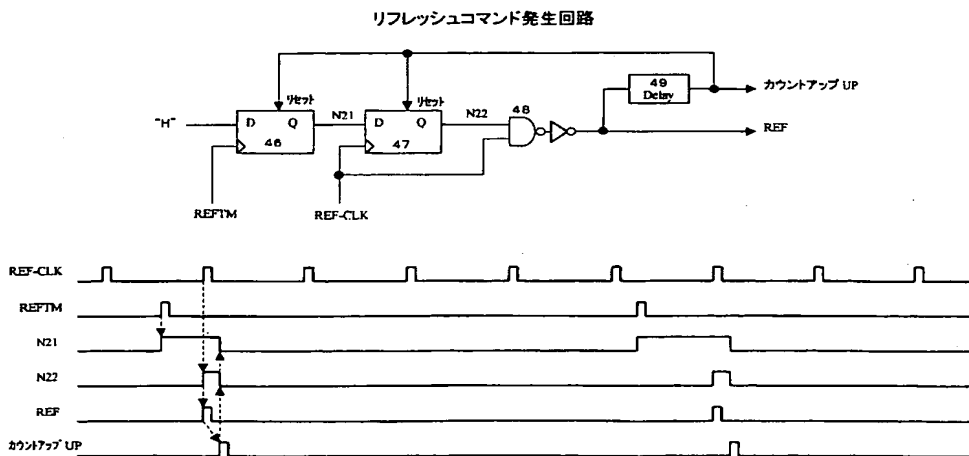 リフレッシュコマンド発生回路
49
Delay
カウントアップ UP
リセット
リセット
48
"H"
D Q
N21
D Q
N22
REF
46
47
REFTM
REF-CLK
REF-CLK
REFTM
N21
N22
REF
カウントアップ UP